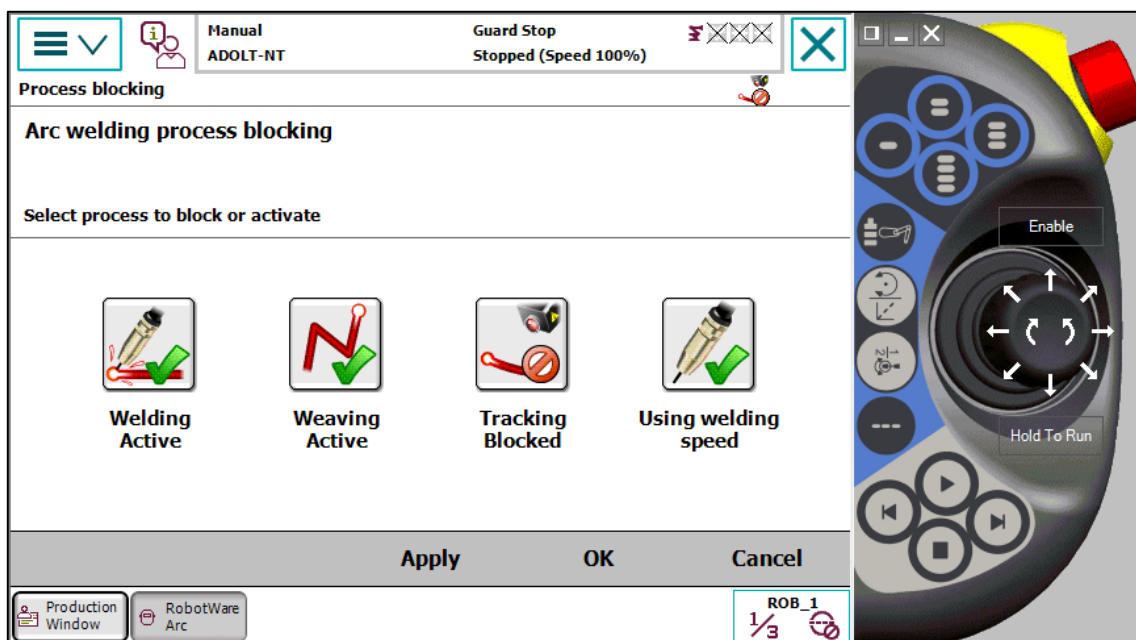 Manual
ADOLT-NT
Guard Stop
Stopped (Speed 100%)
Process blocking
Arc welding process blocking
Select process to block or activate
Welding
Active
Weaving
Active
Tracking
Blocked
Using welding
speed
Apply
OK
Cancel
Production
Window
RobotWare
Arc
ROB_1
1/3
Enable
Hold To Run
1/2